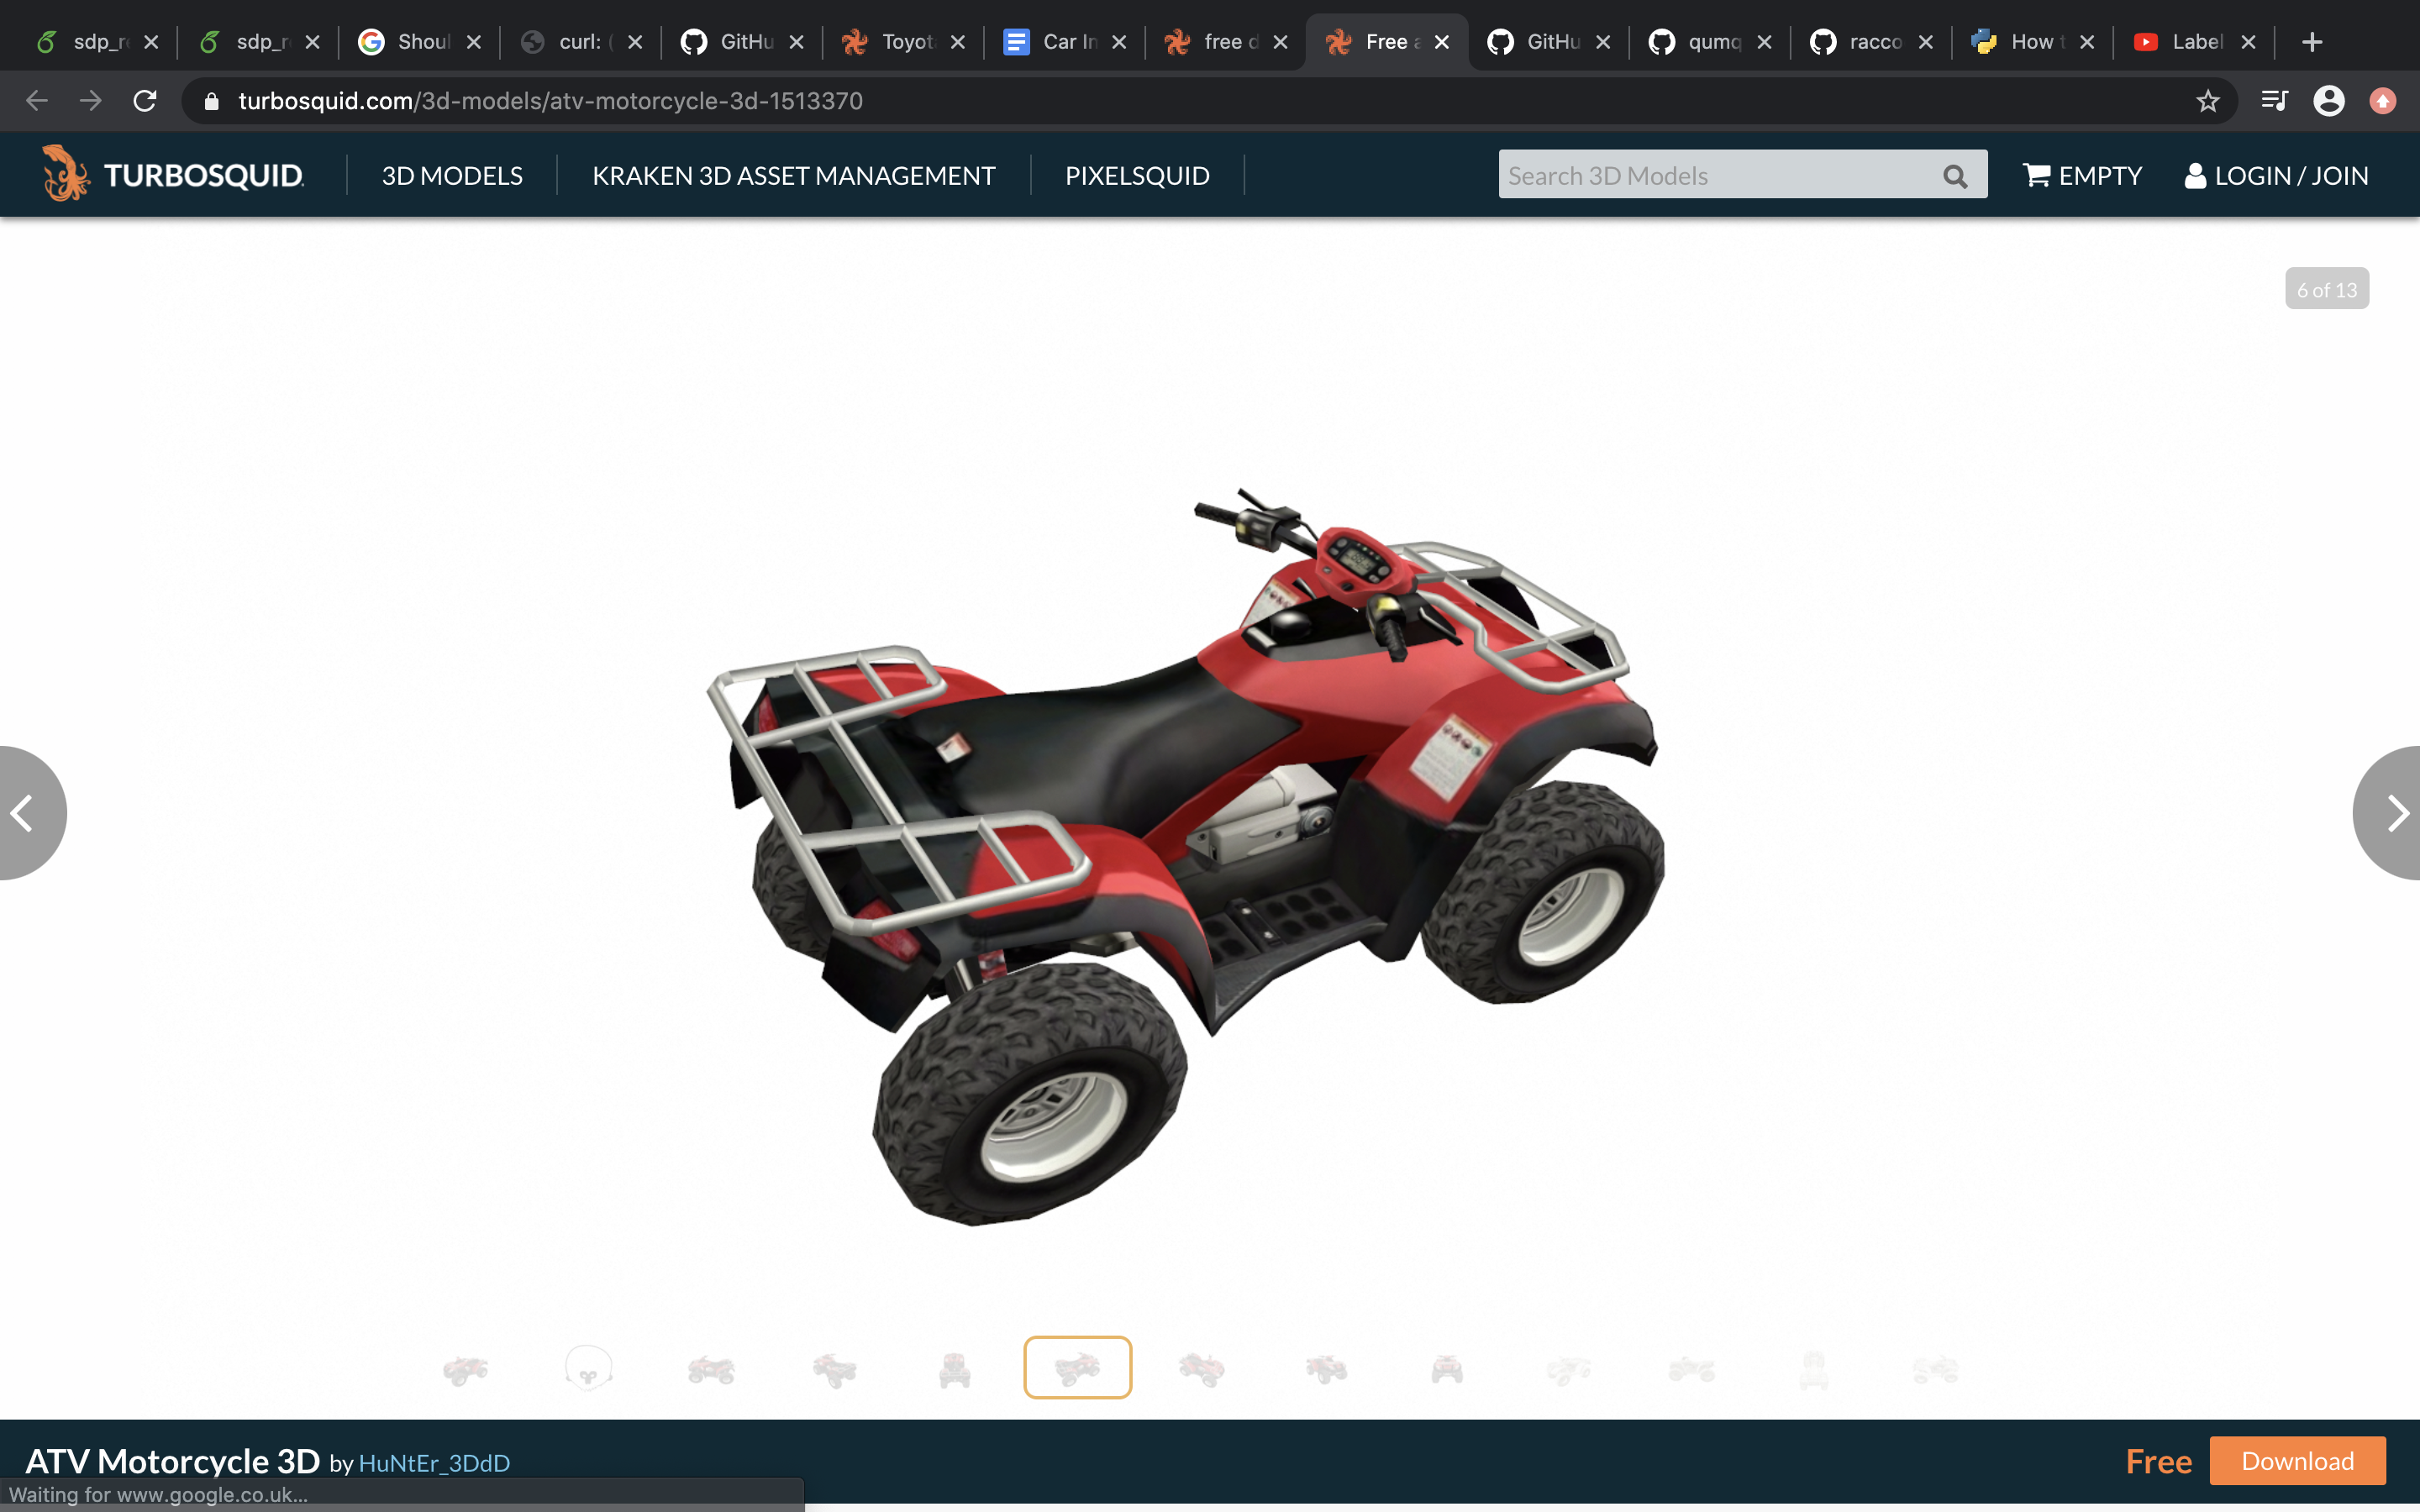 sdp_r
sdp_r
Shoul
curl: (
GitHu
Toyot
Car In
free d
Free a
GitHu
qumq
racco
How t
Label
turbosquid.com/3d-models/atv-motorcycle-3d-1513370
TURBOSQUID
3D MODELS
KRAKEN 3D ASSET MANAGEMENT
PIXELSQUID
Search 3D Models
EMPTY
LOGIN / JOIN
6 of 13
ATV Motorcycle 3D by HuNtEr_3DdD
Free
Download
Waiting for www.google.co.uk...